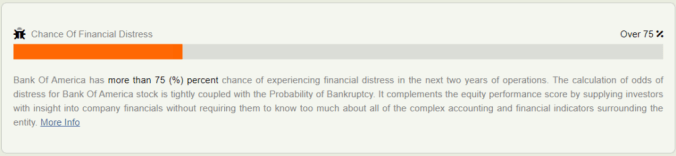 Chance Of Financial Distress Over 75 %
Bank Of America has more than 75 (%) percent chance of experiencing financial distress in the next two years of operations. The calculation of odds of
distress for Bank Of America stock is tightly coupled with the Probability of Bankruptcy. It complements the equity performance score by supplying investors
with insight into company financials without requiring them to know too much about all of the complex accounting and financial indicators surrounding the
entity. More Info